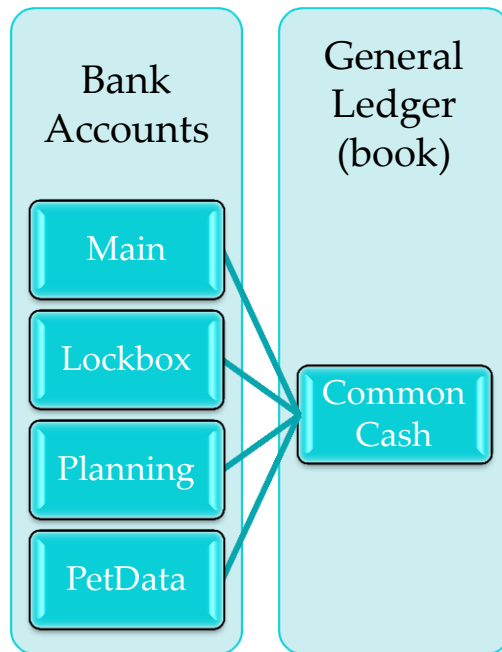 Bank
Accounts
Main
Lockbox
Planning
PetData
General
Ledger
(book)
Common
Cash